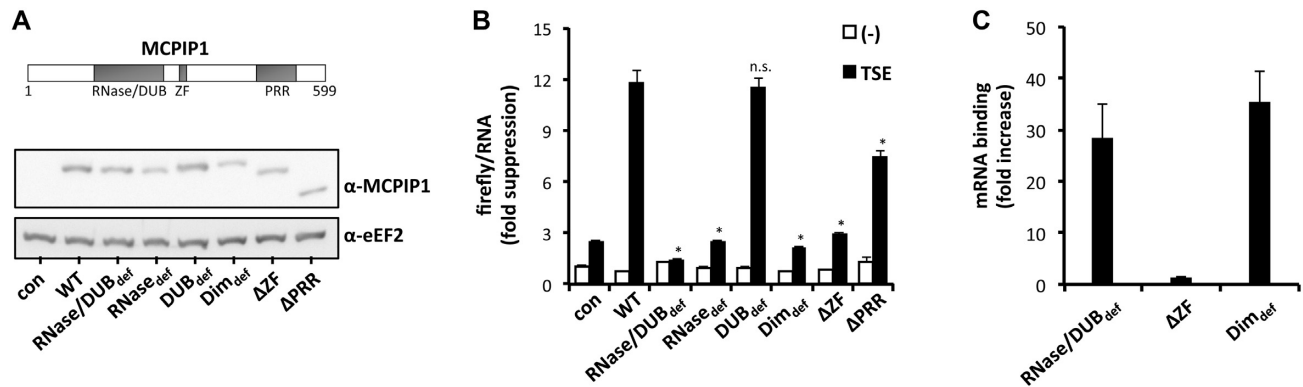 A
MCPIP1
1
RNase/DUB
ZF
PRR
599
α-MCPIP1
α-eEF2
con
WT
RNase/DUBdef
RNasedef
DUBdef
Dimdef
ΔZF
ΔPRR
B
firefly/RNA
(fold suppression)
15
12
9
6
3
0
(-)
TSE
n.s.
*
*
*
*
*
con
WT
RNase/DUBdef
RNasedef
DUBdef
Dimdef
ΔZF
ΔPRR
C
mRNA binding
(fold increase)
50
40
30
20
10
0
RNase/DUBdef
ΔZF
Dimdef